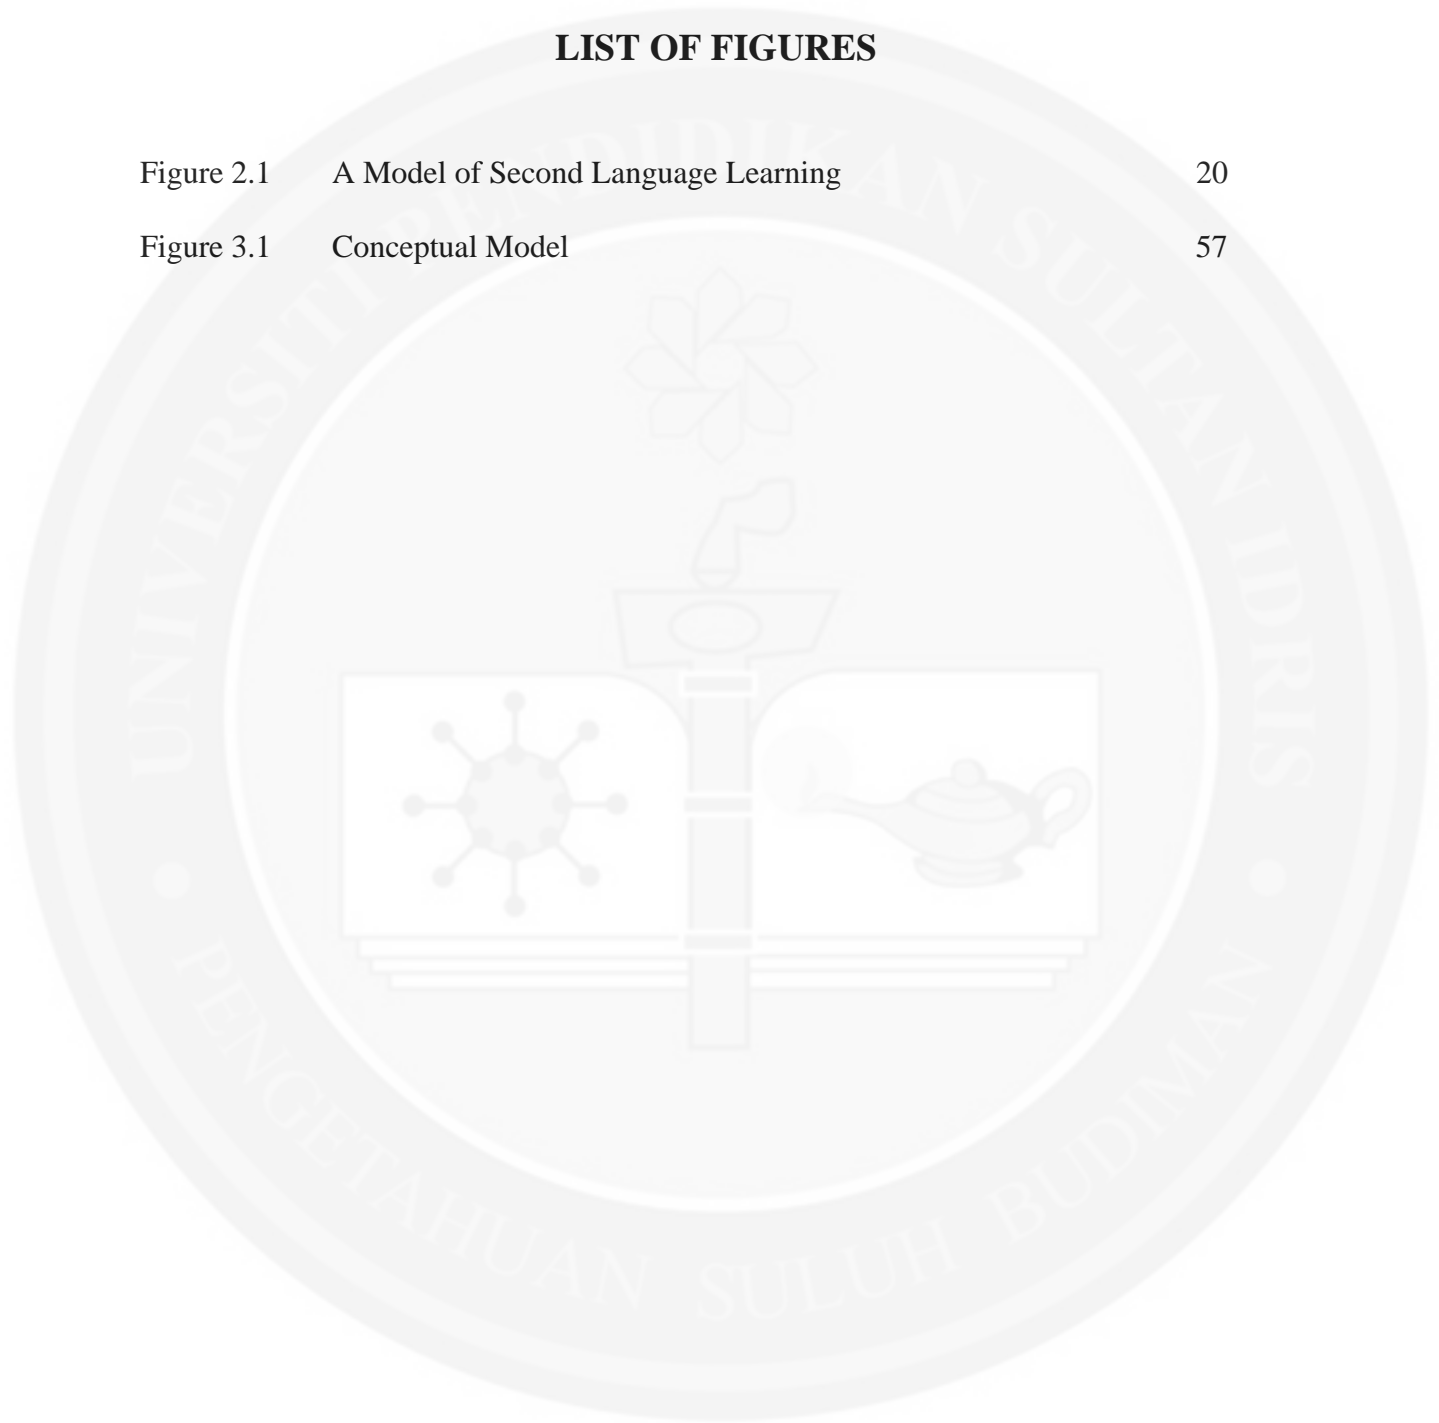 LIST OF FIGURES
Figure 2.1 A Model of Second Language Learning 20
Figure 3.1 Conceptual Model 57
UNIVERSITI PENDIDIKAN SULTAN IDRIS
PENGETAHUAN SULUH BUDIMAN